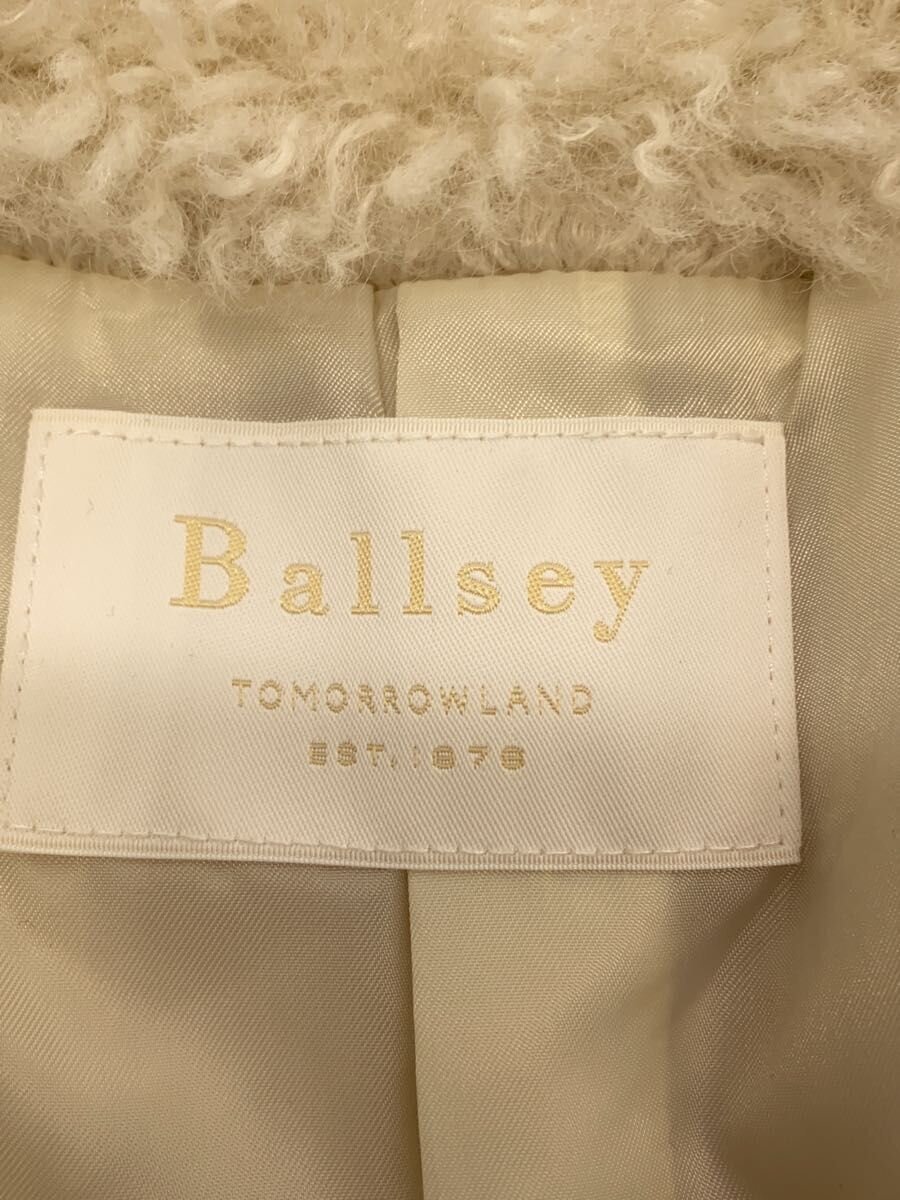 Ballsey
TOMORROWLAND
EST, 1978